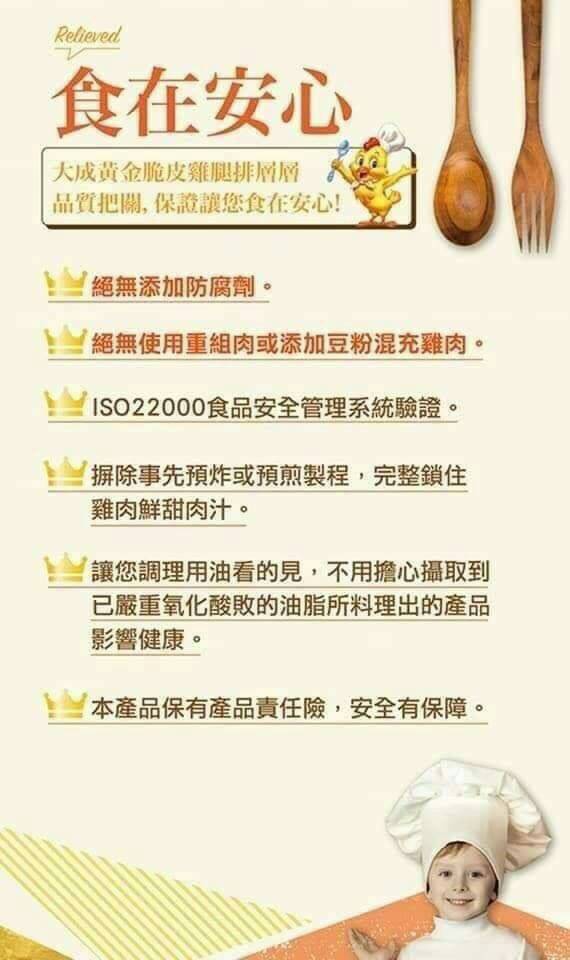 Relieved
食在安心
大成黃金脆皮雞腿排層層
品質把關, 保證讓您食在安心!
絕無添加防腐劑。
絕無使用重組肉或添加豆粉混充雞肉。
ISO22000食品安全管理系統驗證。
摒除事先預炸或預煎製程，完整鎖住
雞肉鮮甜肉汁。
讓您調理用油看的見，不用擔心攝取到
已嚴重氧化酸敗的油脂所料理出的產品
影響健康。
本產品保有產品責任險，安全有保障。